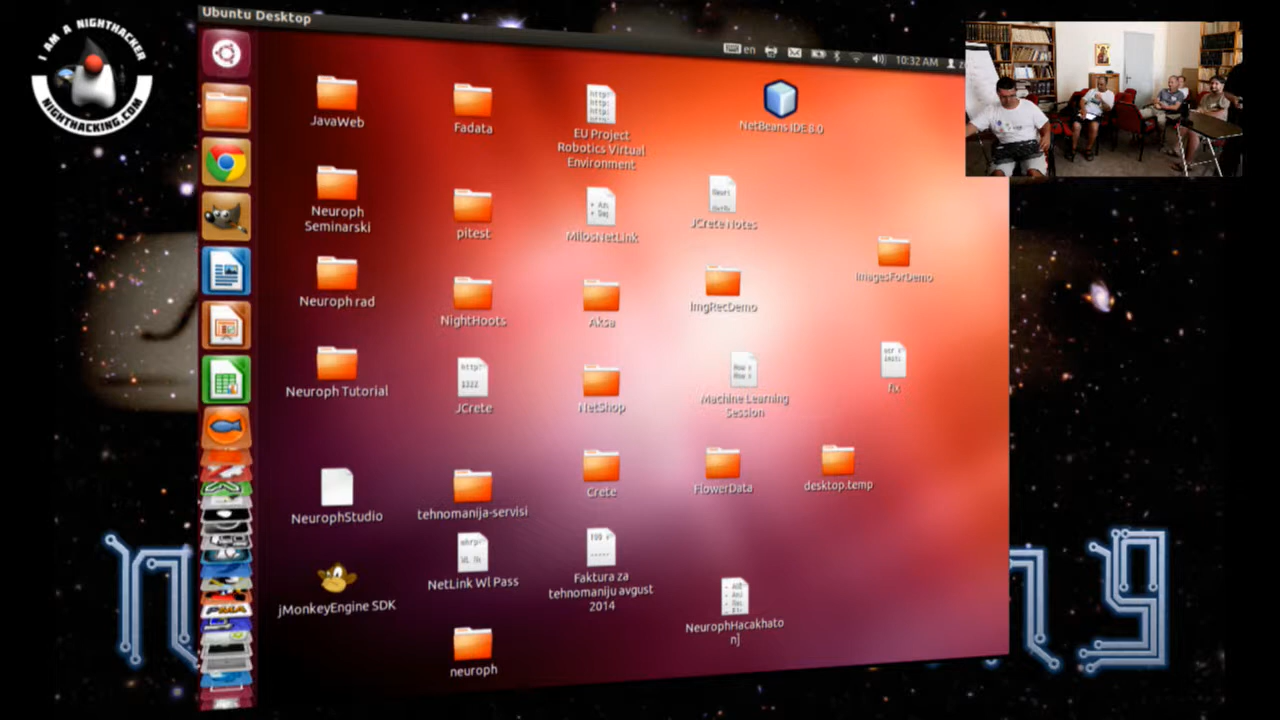 I AM A NIGHTHACKER
NIGHTHACKING.COM
Ubuntu Desktop
en
10:32 AM
JavaWeb
Fadata
EU Project
Robotics Virtual
Environment
NetBeans IDE 8.0
Neuroph
Seminarski
pitest
MilosNetLink
JCrete Notes
ImagesForDemo
Neuroph rad
NightHoots
Aksa
ImgRecDemo
Neuroph Tutorial
JCrete
NetShop
Machine Learning
Session
fix
NeurophStudio
tehnomanija-servisi
Crete
FlowerData
desktop.temp
jMonkeyEngine SDK
NetLink Wl Pass
Faktura za
tehnomaniju avgust
2014
NeurophHacakhato
n]
neuroph